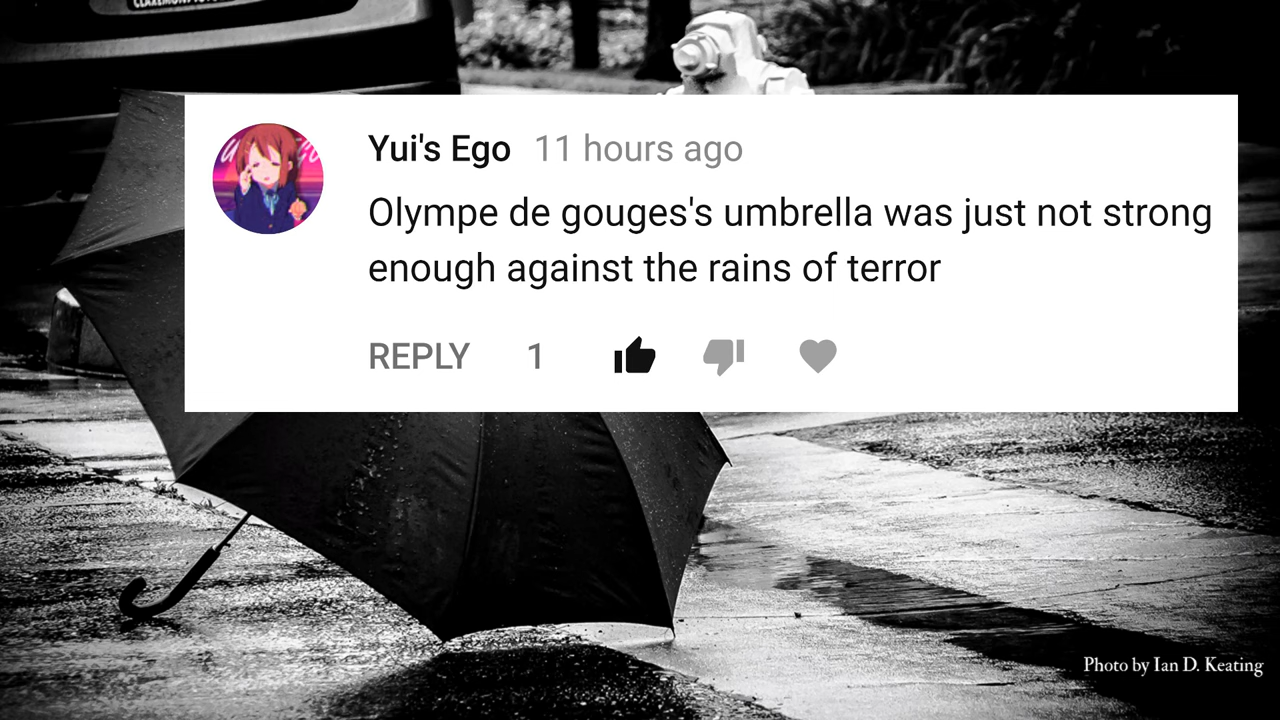 Yui's Ego 11 hours ago
Olympe de gouges's umbrella was just not strong
enough against the rains of terror
REPLY 1
Photo by Ian D. Keating